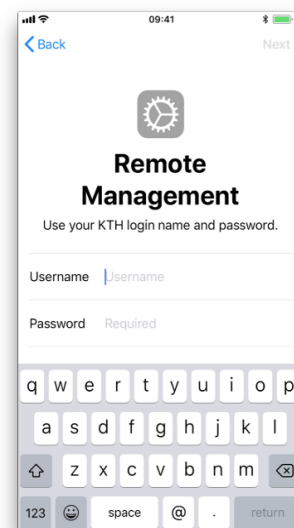 09:41
Back
Next
Remote
Management
Use your KTH login name and password.
Username Username
Password Required
q w e r t y u i o p
a s d f g h j k l
z x c v b n m
123 space @ . return